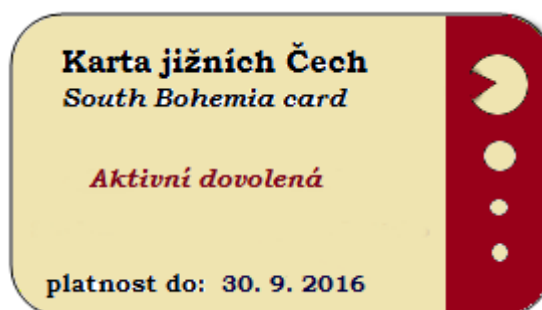 Karta jižních Čech
South Bohemia card
Aktivní dovolená
platnost do: 30. 9. 2016